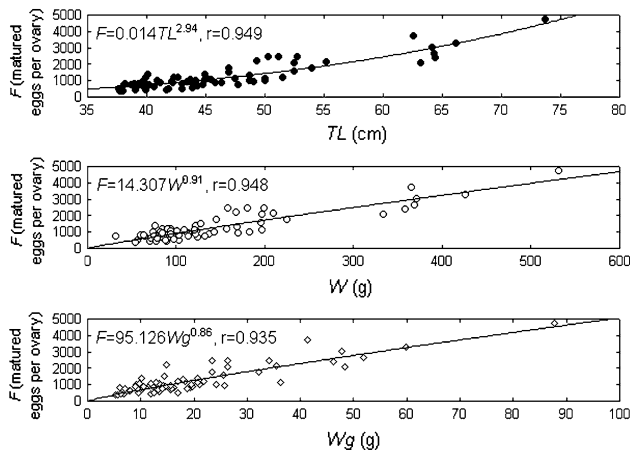 F (matured
eggs per ovary)
5000
4000
3000
2000
1000
0
F=0.014TL2.94, r=0.949
35 40 45 50 55 60 65 70 75 80
TL (cm)
F (matured
eggs per ovary)
5000
4000
3000
2000
1000
0
F=14.307W0.91, r=0.948
0 100 200 300 400 500 600
W (g)
F (matured
eggs per ovary)
5000
4000
3000
2000
1000
0
F=95.126Wg0.86, r=0.935
0 10 20 30 40 50 60 70 80 90 100
Wg (g)